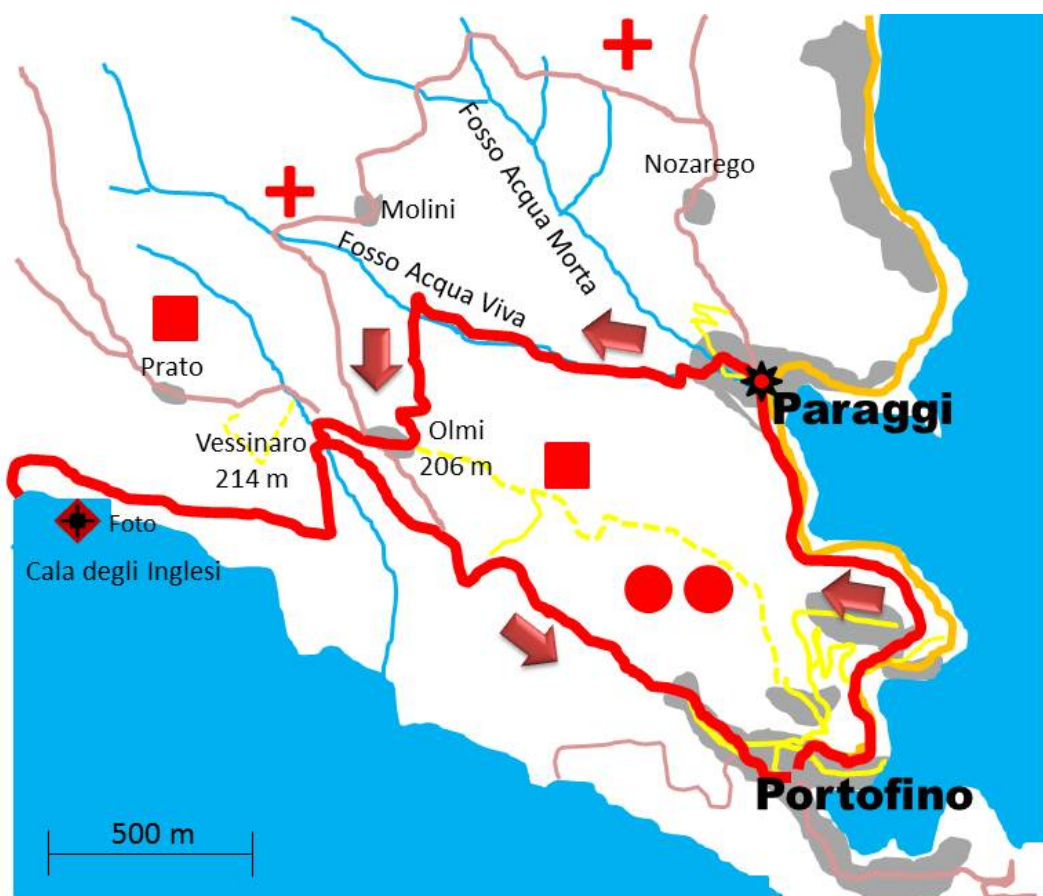 Fosso Acqua Morta
Nozarego
Molini
Fosso Acqua Viva
Prato
Paraggi
Olmi
206 m
Vessinaro
214 m
Foto
Cala degli Inglesi
Portofino
500 m